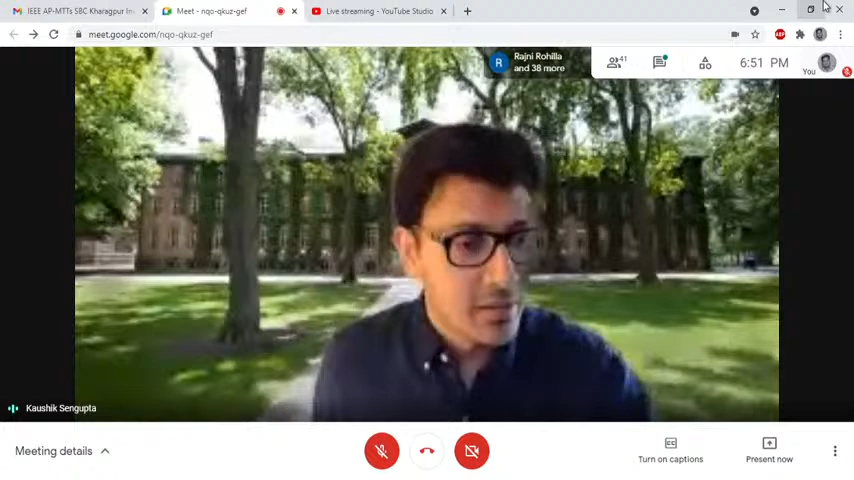 IEEE AP-MTTS SBC Kharagpur In
Meet - nqo-qkuz-gef
Live streaming - YouTube Studio
meet.google.com/nqo-qkuz-gef
ABP
R
Rajni Rohilla
and 38 more
41
6:51 PM
You
Kaushik Sengupta
Meeting details
Turn on captions
Present now